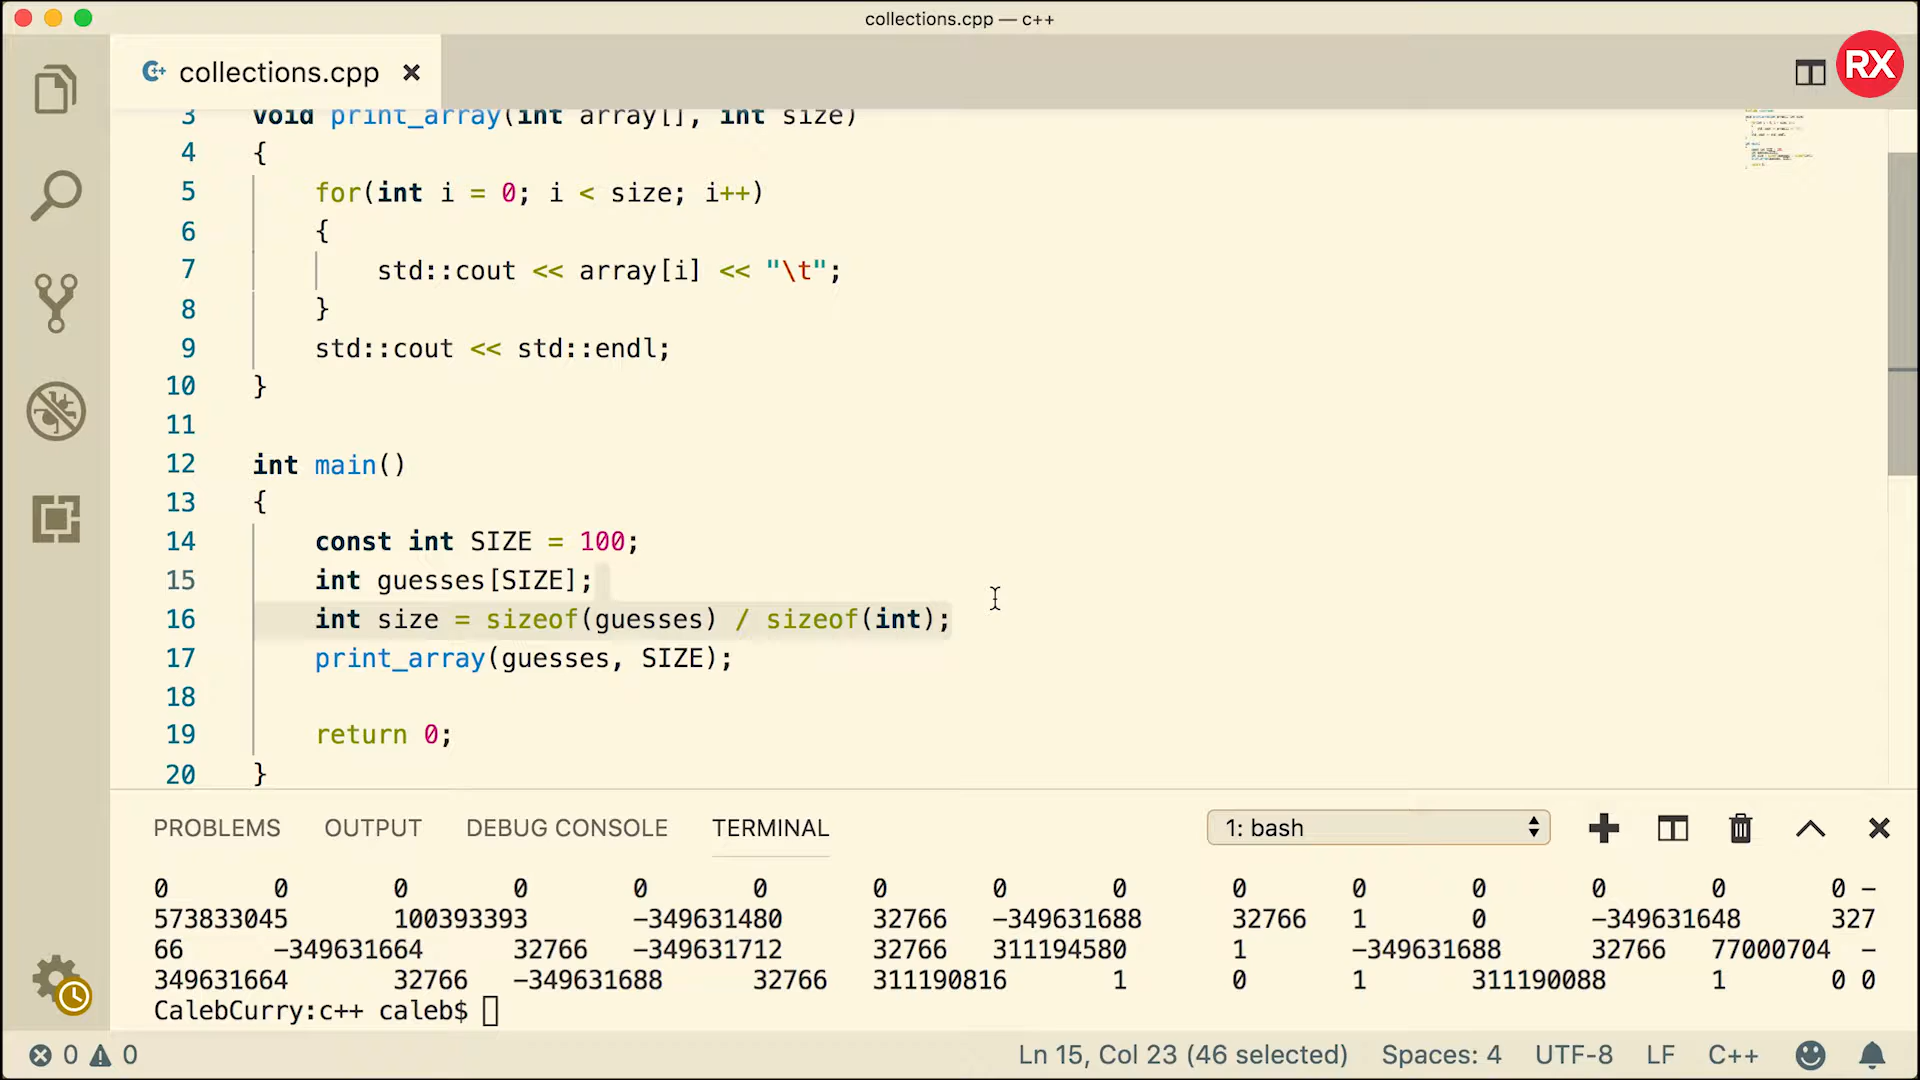 collections.cpp — c++
collections.cpp
RX
3 void print_array(int array[], int size)
4 {
5 for(int i = 0; i < size; i++)
6 {
7 std::cout << array[i] << "\t";
8 }
9 std::cout << std::endl;
10 }
11
12 int main()
13 {
14 const int SIZE = 100;
15 int guesses[SIZE];
16 int size = sizeof(guesses) / sizeof(int);
17 print_array(guesses, SIZE);
18
19 return 0;
20 }
PROBLEMS OUTPUT DEBUG CONSOLE TERMINAL 1: bash
0 0 0 0 0 0 0 0 0 0 0 0 0 0 0 -
573833045 100393393 -349631480 32766 -349631688 32766 1 0 -349631648 327
66 -349631664 32766 -349631712 32766 311194580 1 -349631688 32766 77000704 -
349631664 32766 -349631688 32766 311190816 1 0 1 311190088 1 0 0
CalebCurry:c++ caleb$
0 0 Ln 15, Col 23 (46 selected) Spaces: 4 UTF-8 LF C++